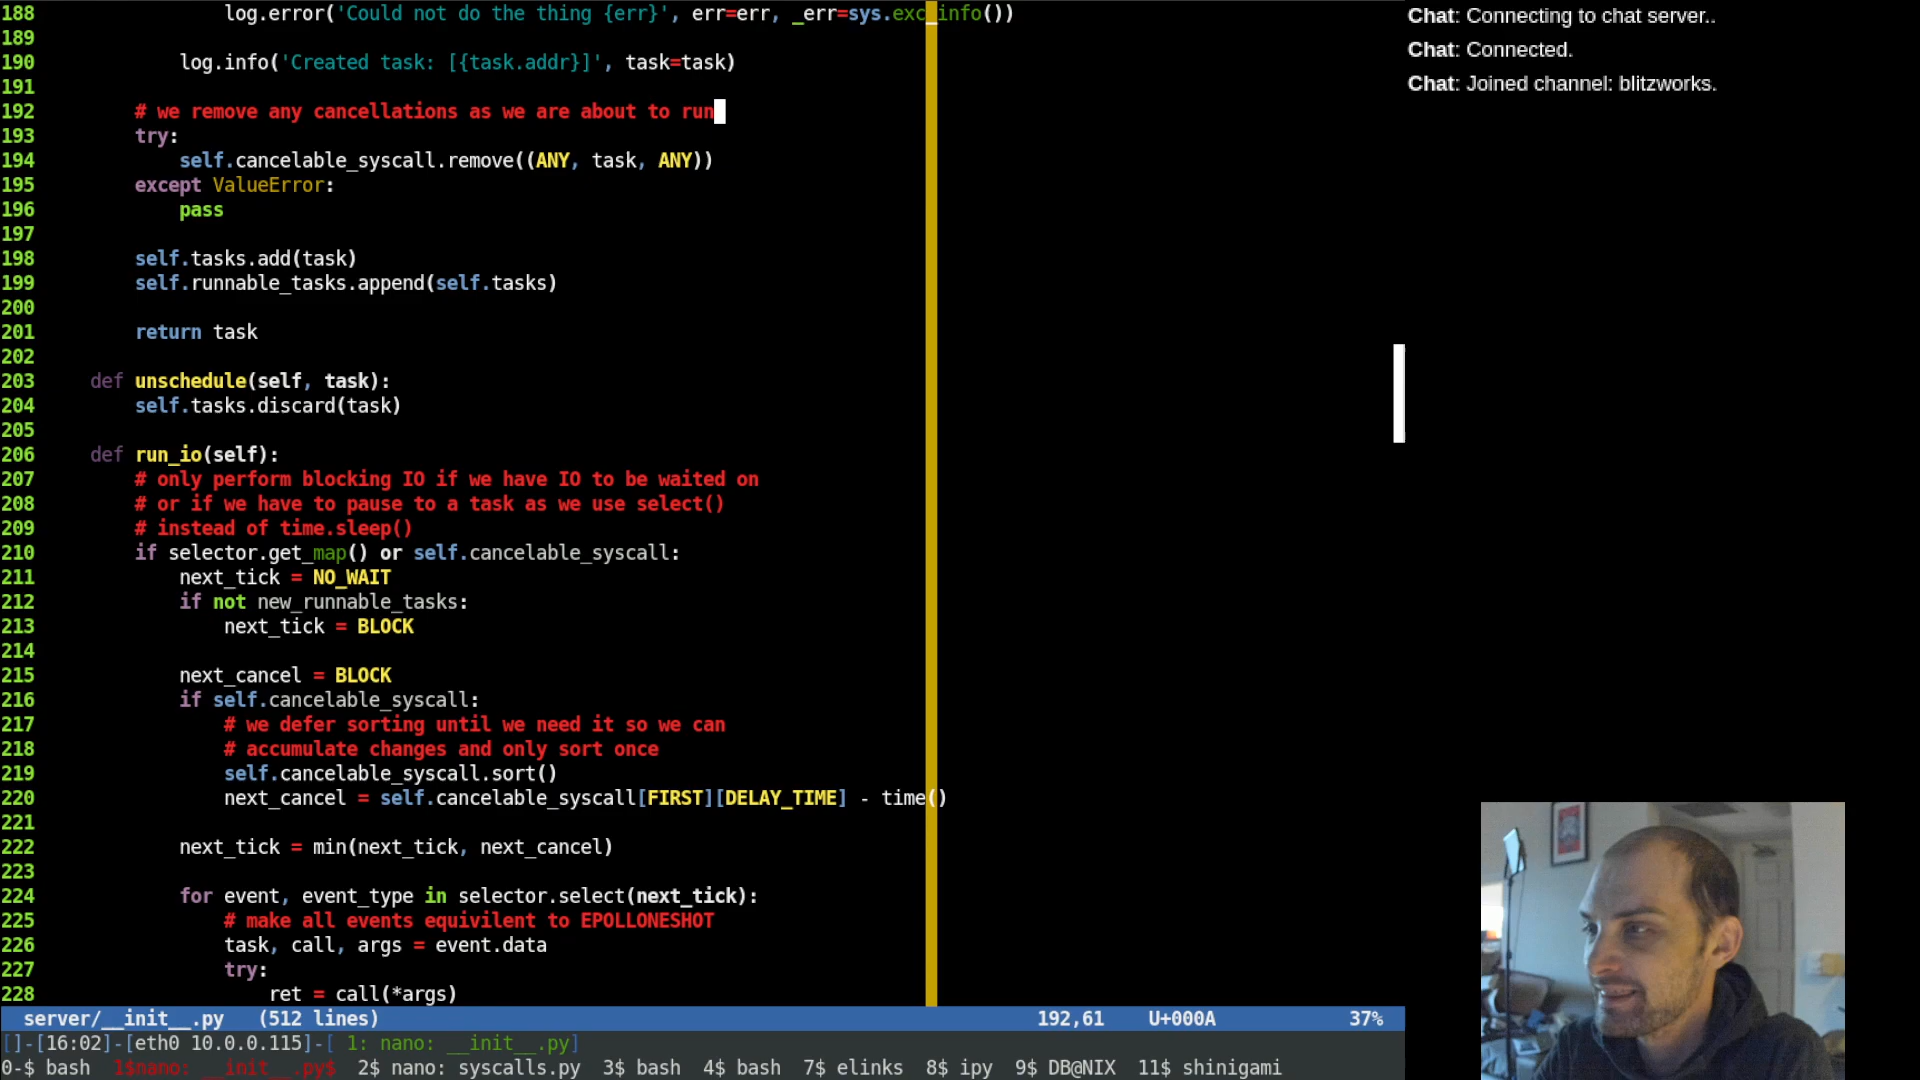 188                 log.error('Could not do the thing {err}', err=err, _err=sys.exc_info())
189
190             log.info('Created task: [{task.addr}]', task=task)
191
192         # we remove any cancellations as we are about to run
193         try:
194             self.cancelable_syscall.remove((ANY, task, ANY))
195         except ValueError:
196             pass
197
198         self.tasks.add(task)
199         self.runnable_tasks.append(self.tasks)
200
201         return task
202
203     def unschedule(self, task):
204         self.tasks.discard(task)
205
206     def run_io(self):
207         # only perform blocking IO if we have IO to be waited on
208         # or if we have to pause to a task as we use select()
209         # instead of time.sleep()
210         if selector.get_map() or self.cancelable_syscall:
211             next_tick = NO_WAIT
212             if not new_runnable_tasks:
213                 next_tick = BLOCK
214
215             next_cancel = BLOCK
216             if self.cancelable_syscall:
217                 # we defer sorting until we need it so we can
218                 # accumulate changes and only sort once
219                 self.cancelable_syscall.sort()
220                 next_cancel = self.cancelable_syscall[FIRST][DELAY_TIME] - time()
221
222             next_tick = min(next_tick, next_cancel)
223
224             for event, event_type in selector.select(next_tick):
225                 # make all events equivilent to EPOLLONESHOT
226                 task, call, args = event.data
227                 try:
228                     ret = call(*args)
server/__init__.py   (512 lines)   192,61   U+000A   37%
[]-[16:02]-[eth0 10.0.0.115]-[ 1: nano: __init__.py]
0-$ bash  1$nano: __init__.py$  2$ nano: syscalls.py  3$ bash  4$ bash  7$ elinks  8$ ipy  9$ DB@NIX  11$ shinigami
Chat: Connecting to chat server..
Chat: Connected.
Chat: Joined channel: blitzworks.